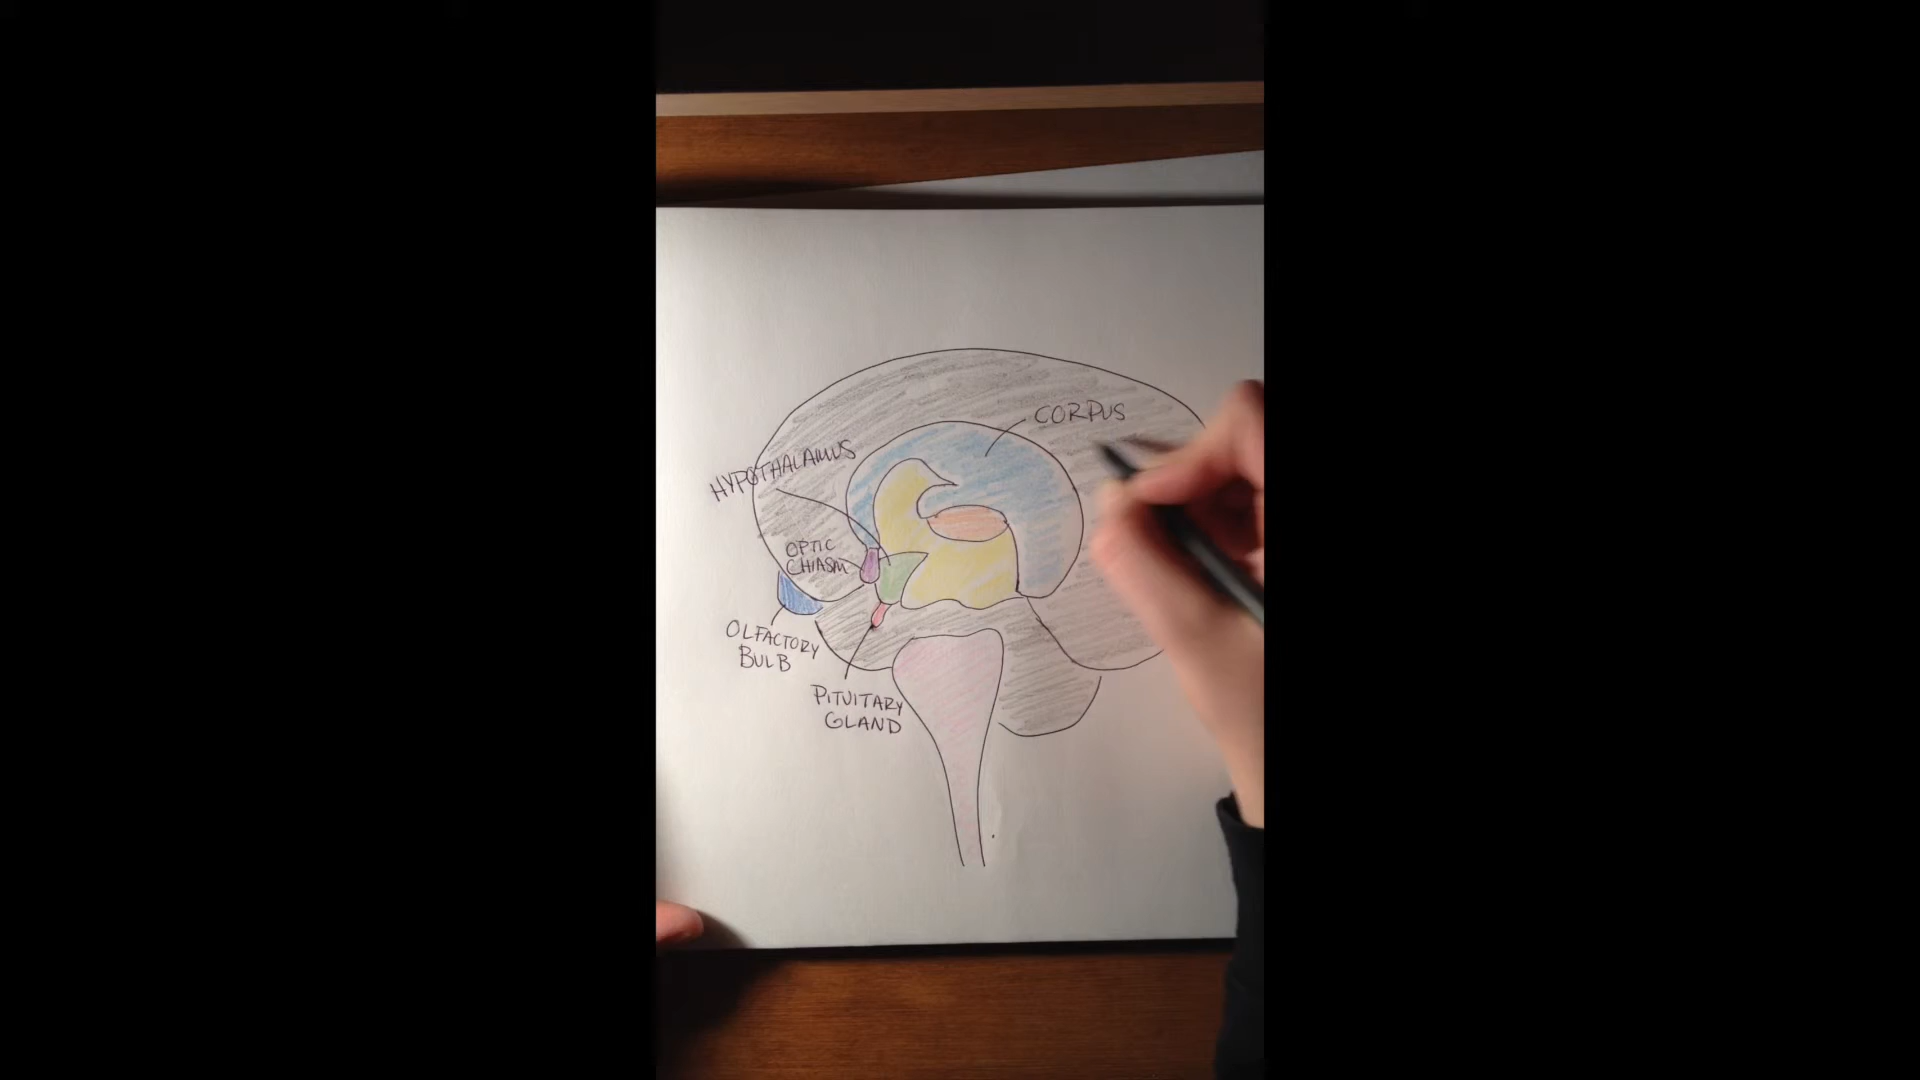 CORPUS
HYPOTHALAMUS
OPTIC
CHIASM
OLFACTORY
BULB
PITUITARY
GLAND